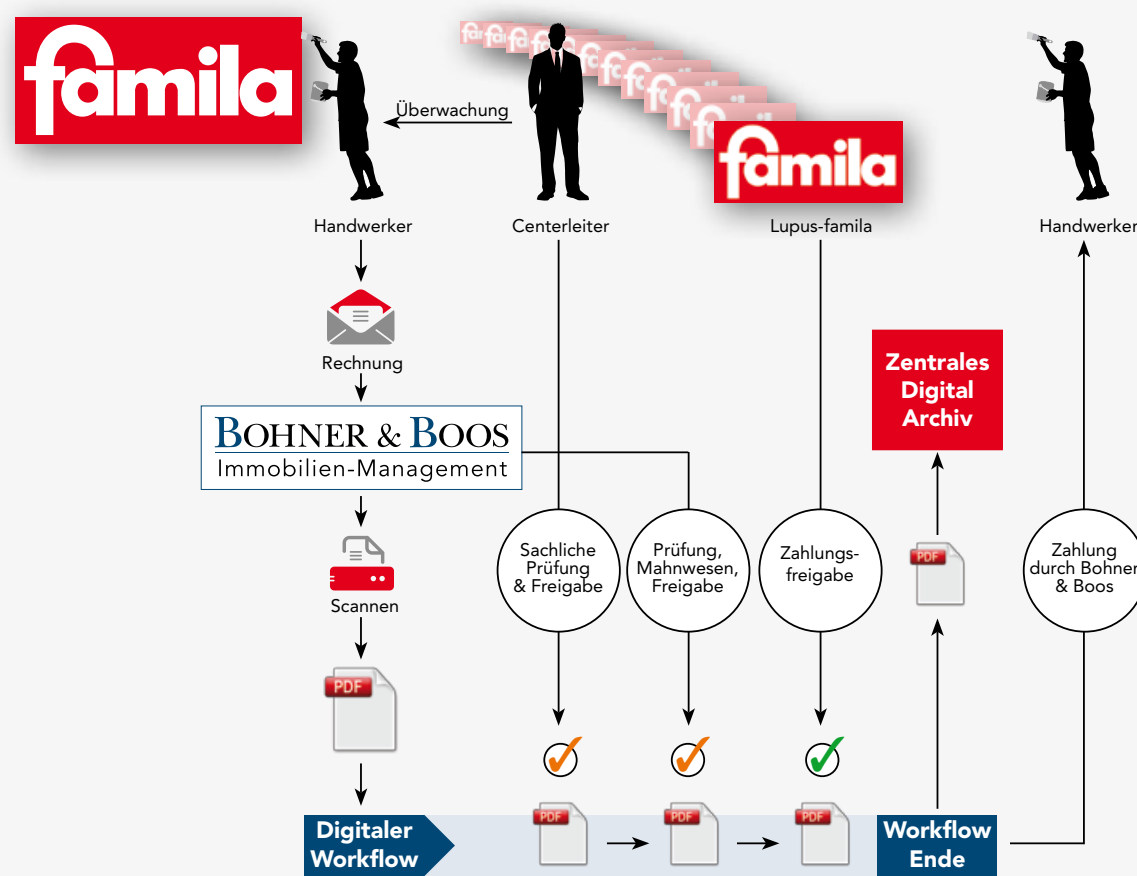 famila
Überwachung
famila
Handwerker
Centerleiter
Lupus-famila
Handwerker
Rechnung
Zentrales
Digital
Archiv
BOHNER & BOOS
Immobilien-Management
Sachliche
Prüfung
& Freigabe
Prüfung,
Mahnwesen,
Freigabe
Zahlungs-
freigabe
PDF
Zahlung
durch Bohner
& Boos
Scannen
PDF
PDF
PDF
PDF
Digitaler
Workflow
Workflow
Ende